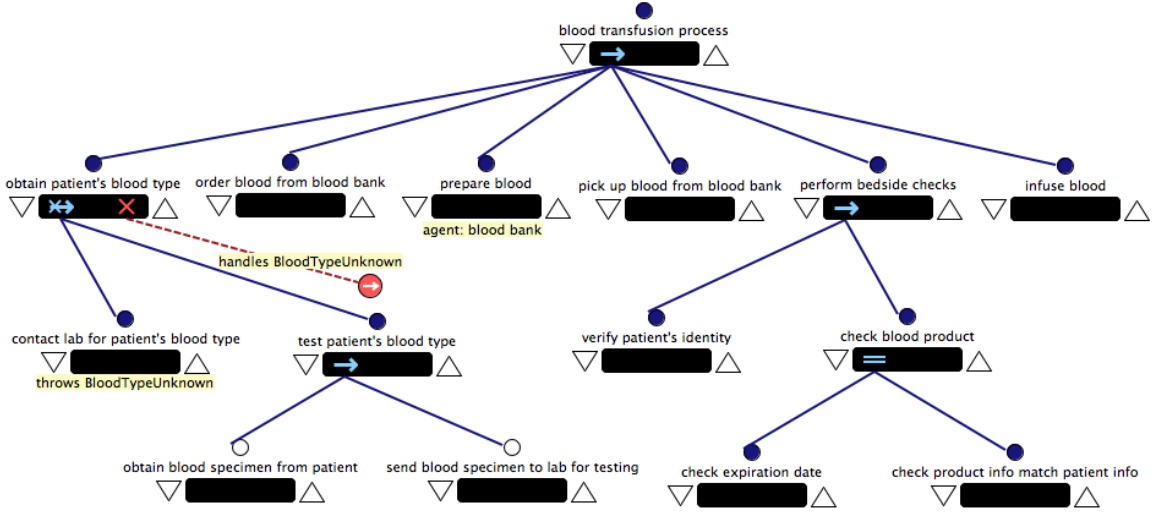 blood transfusion process
obtain patient's blood type
order blood from blood bank
prepare blood
pick up blood from blood bank
perform bedside checks
infuse blood
agent: blood bank
handles BloodTypeUnknown
contact lab for patient's blood type
test patient's blood type
verify patient's identity
check blood product
throws BloodTypeUnknown
obtain blood specimen from patient
send blood specimen to lab for testing
check expiration date
check product info match patient info